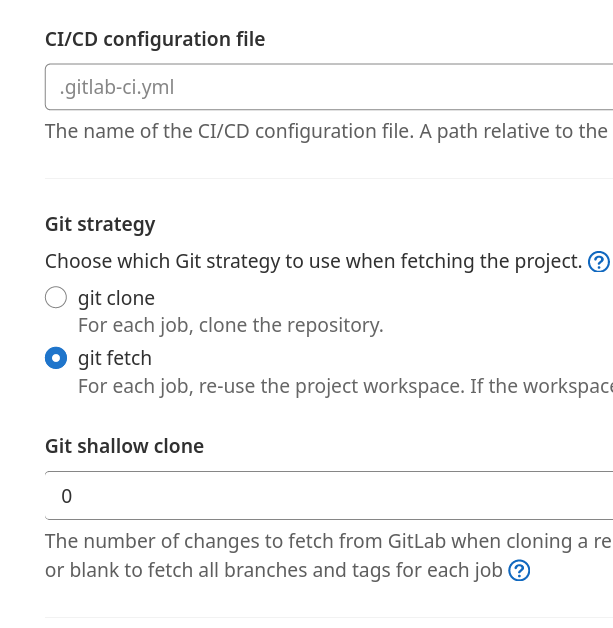 CI/CD configuration file
.gitlab-ci.yml
The name of the CI/CD configuration file. A path relative to the
Git strategy
Choose which Git strategy to use when fetching the project. ?
git clone
For each job, clone the repository.
git fetch
For each job, re-use the project workspace. If the workspace
Git shallow clone
0
The number of changes to fetch from GitLab when cloning a re
or blank to fetch all branches and tags for each job ?